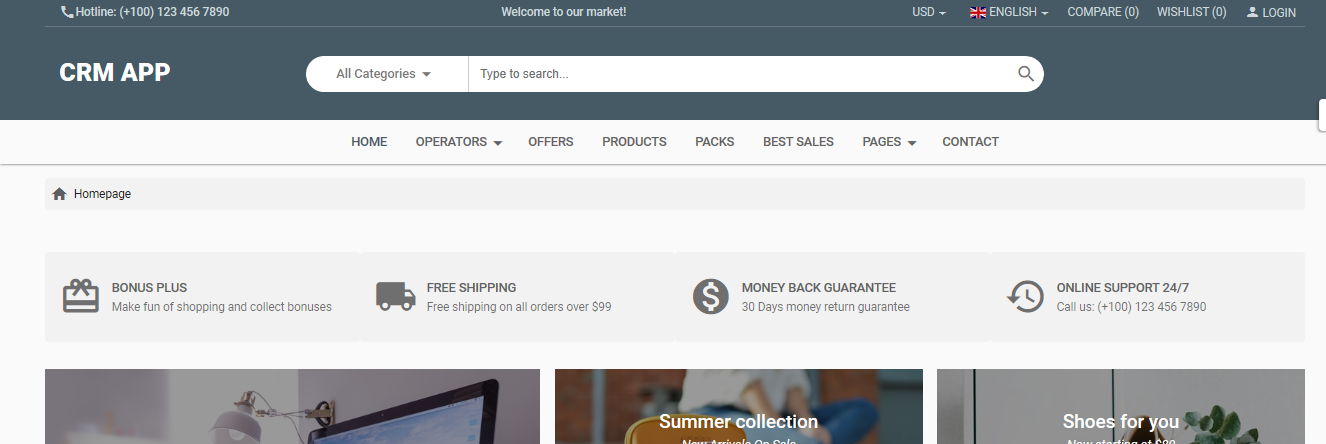 Hotline: (+100) 123 456 7890
Welcome to our market!
USD
ENGLISH
COMPARE (0)
WISHLIST (0)
LOGIN
CRM APP
All Categories
Type to search...
HOME
OPERATORS
OFFERS
PRODUCTS
PACKS
BEST SALES
PAGES
CONTACT
Homepage
BONUS PLUS
Make fun of shopping and collect bonuses
FREE SHIPPING
Free shipping on all orders over $99
MONEY BACK GUARANTEE
30 Days money return guarantee
ONLINE SUPPORT 24/7
Call us: (+100) 123 456 7890
Summer collection
New Arrivals On Sale
Shoes for you
Now starting at $99